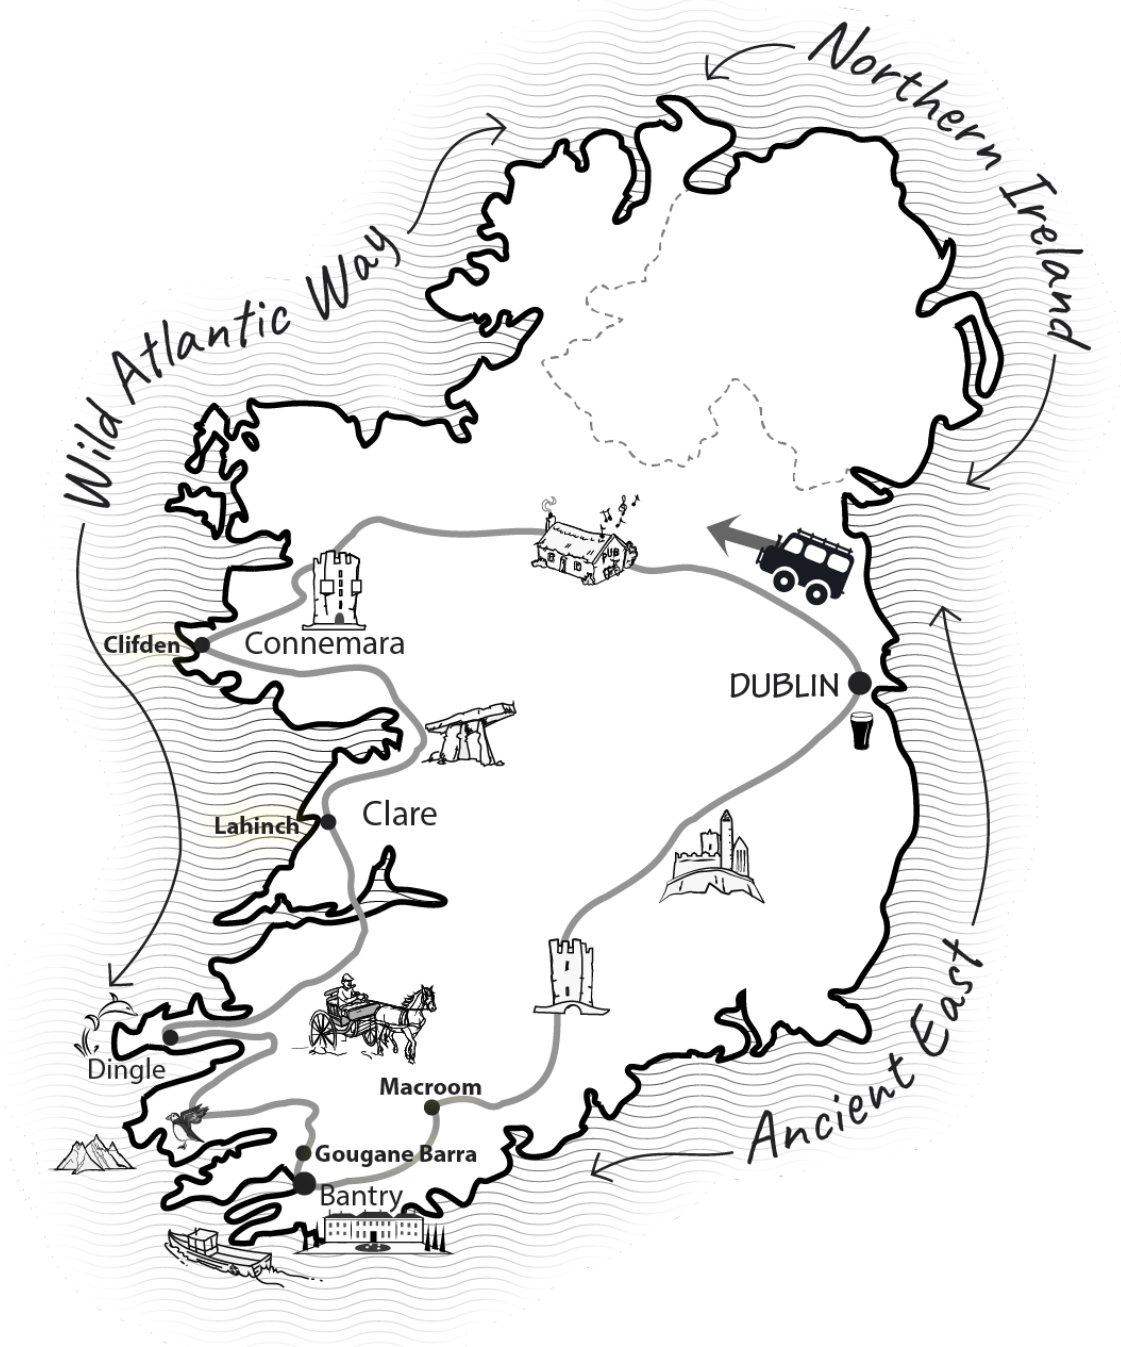 Northern Ireland
Wild Atlantic Way
PUB
Clifden
Connemara
DUBLIN
Lahinch
Clare
Ancient East
Dingle
Macroom
Gougane Barra
Bantry